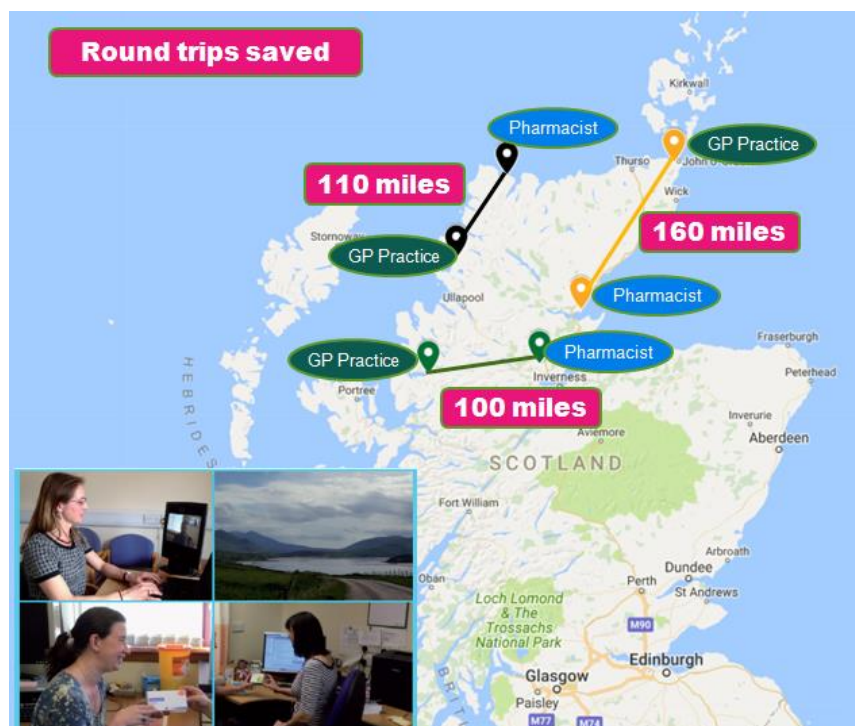 Round trips saved
Kirkwall
Pharmacist
Thurso
GP Practice
110 miles
Wick
Stornoway
160 miles
GP Practice
Ullapool
Pharmacist
Fraserburgh
GP Practice
Pharmacist
HEBRIDES
Portree
Inverness
Peterhead
100 miles
Inverurie
Aviemore
Aberdeen
SCOTLAND
Fort William
Arbroath
Oban
Dundee
Perth
St Andrews
Loch Lomond
& The
Trossachs
National Park
M90
Glasgow
Edinburgh
Paisley
M77
M74